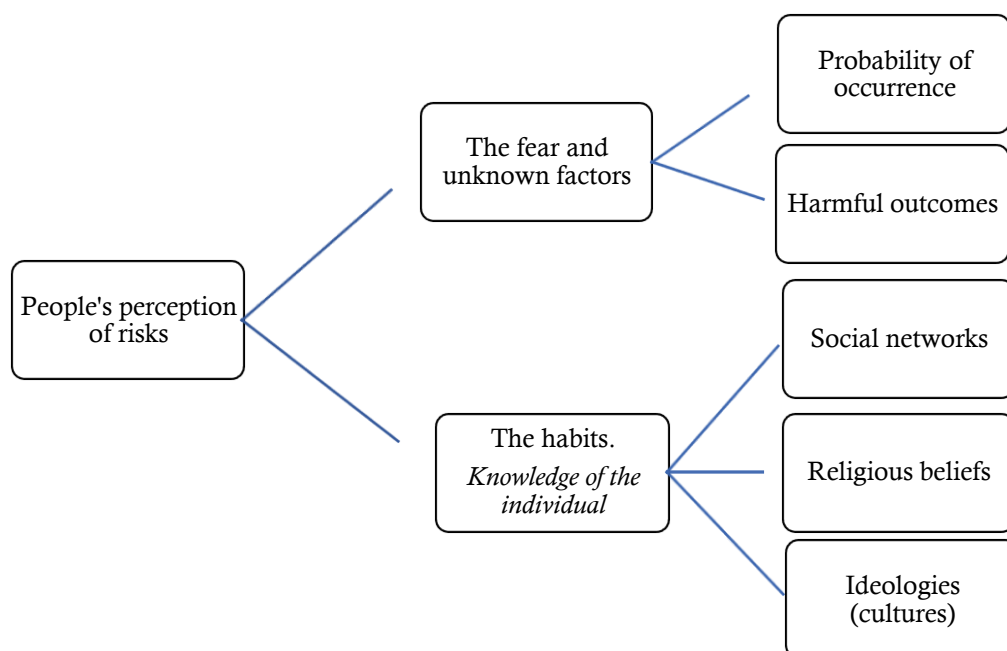 People's perception
of risks
The fear and
unknown factors
Probability of
occurrence
Harmful outcomes
The habits.
Knowledge of the
individual
Social networks
Religious beliefs
Ideologies
(cultures)